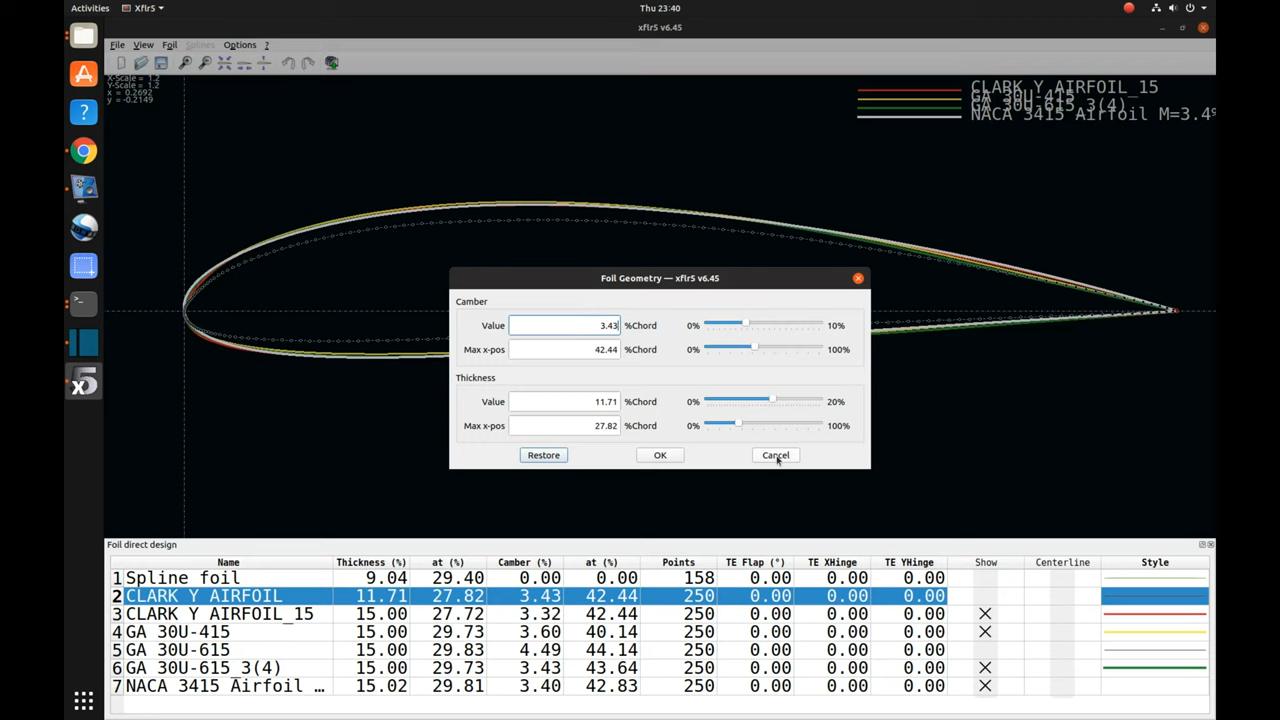 Activities
Xflr5
Thu 23:40
xflr5 v6.45
File View Foil Splines Options ?
X-Scale = 1.2
Y-Scale = 1.2
x = 0.2692
y = -0.2149
CLARK Y AIRFOIL_15
GA 30U-415
GA 30U-615_3(4)
NACA 3415 Airfoil M=3.4%
Foil Geometry — xflr5 v6.45
Camber
Value 3.43 %Chord 0% 10%
Max x-pos 42.44 %Chord 0% 100%
Thickness
Value 11.71 %Chord 0% 20%
Max x-pos 27.82 %Chord 0% 100%
Restore OK Cancel
Foil direct design
Name Thickness (%) at (%) Camber (%) at (%) Points TE Flap (°) TE XHinge TE YHinge Show Centerline Style
1 Spline foil 9.04 29.40 0.00 0.00 158 0.00 0.00 0.00
2 CLARK Y AIRFOIL 11.71 27.82 3.43 42.44 250 0.00 0.00 0.00
3 CLARK Y AIRFOIL_15 15.00 27.72 3.32 42.44 250 0.00 0.00 0.00
4 GA 30U-415 15.00 29.73 3.60 40.14 250 0.00 0.00 0.00
5 GA 30U-615 15.00 29.83 4.49 44.14 250 0.00 0.00 0.00
6 GA 30U-615_3(4) 15.00 29.73 3.43 43.64 250 0.00 0.00 0.00
7 NACA 3415 Airfoil ... 15.02 29.81 3.40 42.83 250 0.00 0.00 0.00